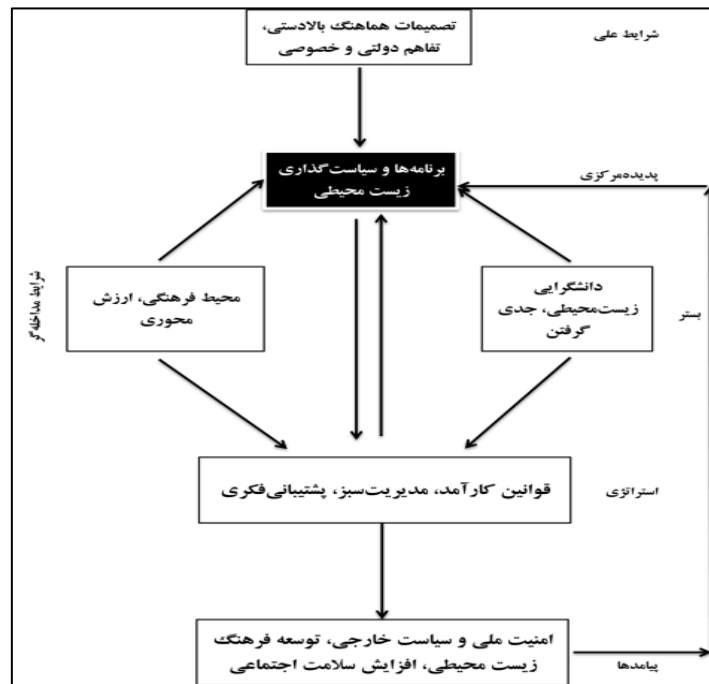 تصمیمات هماهنگ بالادستی،
تفاهم دولتی و خصوصی
شرایط علی
برنامه‌ها و سیاست‌گذاری
زیست محیطی
پدیده‌مرکزی
دانشگرایی
زیست‌محیطی، جدی
گرفتن
بستر
محیط فرهنگی، ارزش
محوری
شرایط مداخله‌گر
قوانین کارآمد، مدیریت‌سبز، پشتیبانی‌فکری
استراتژی
امنیت ملی و سیاست خارجی، توسعه فرهنگ
زیست محیطی، افزایش سلامت اجتماعی
پیامدها